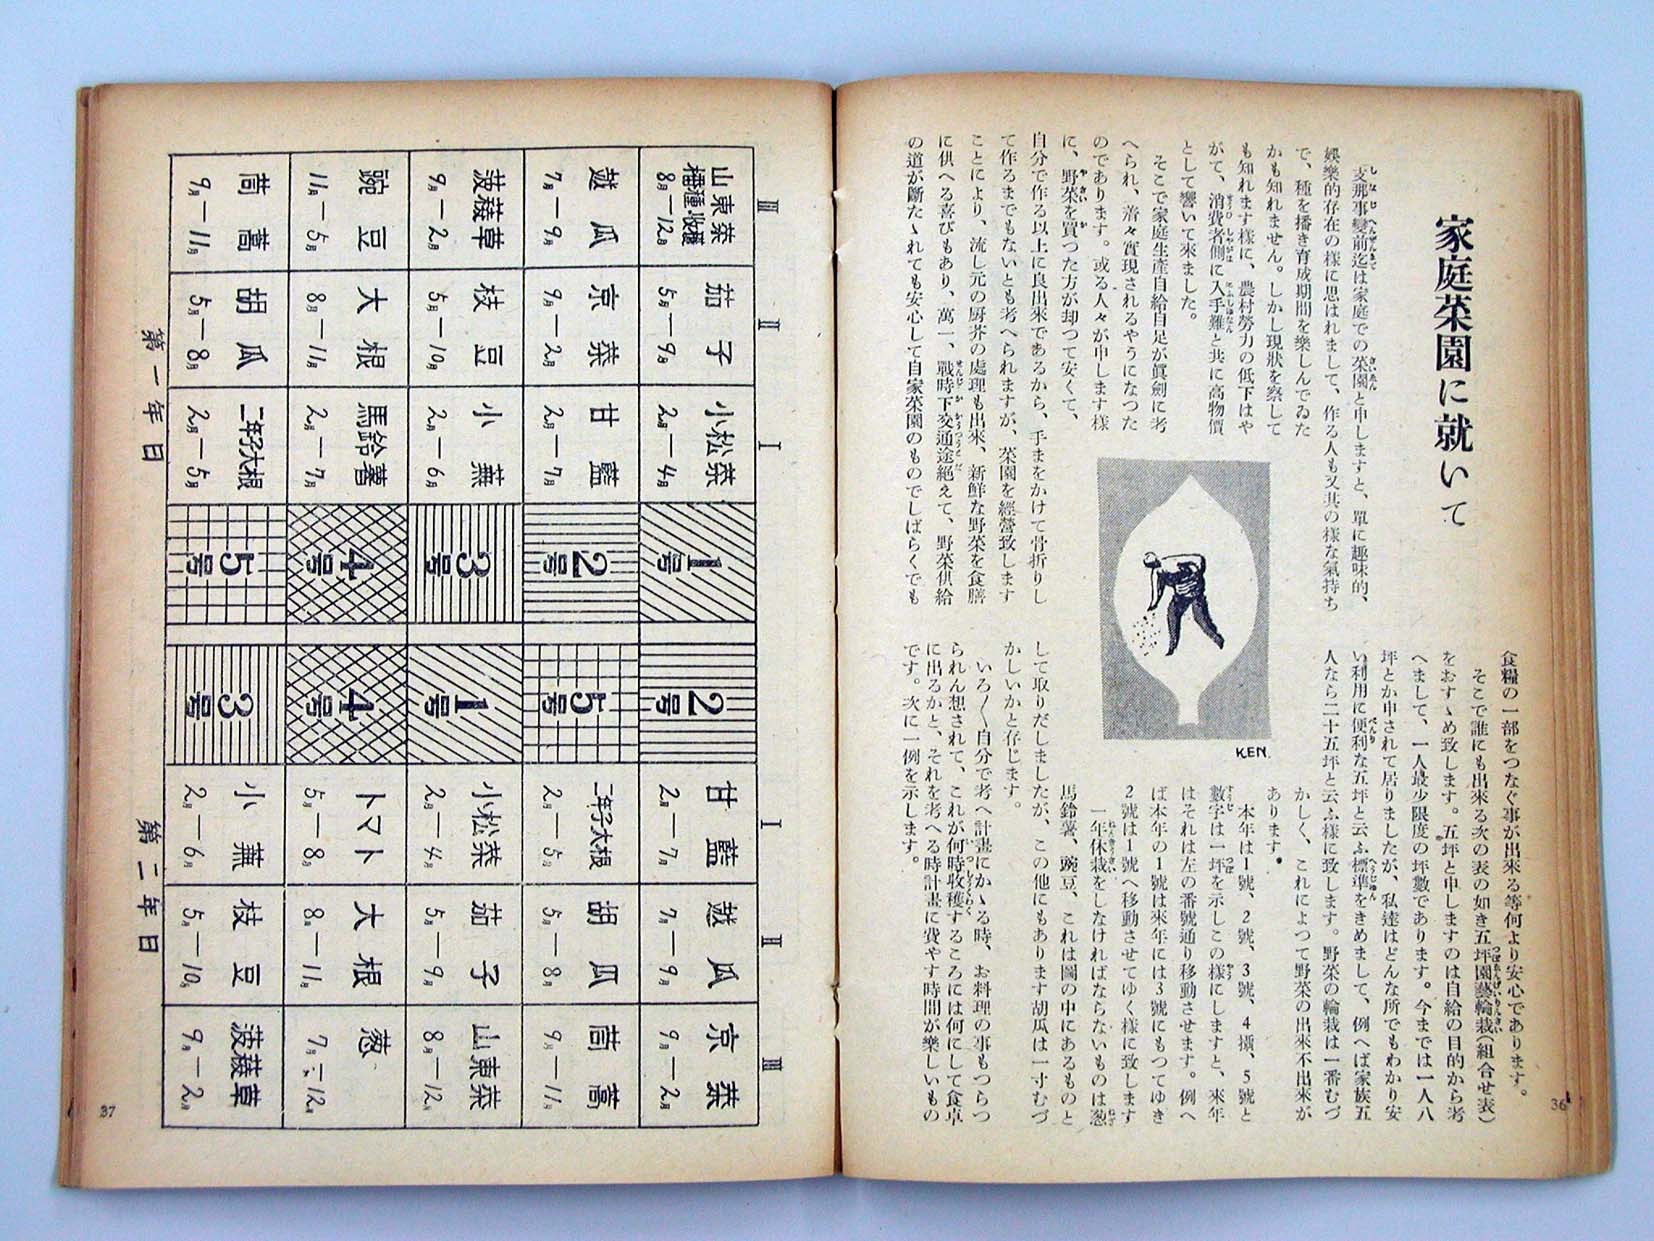 家庭菜園に就いて
支那事變前迄は家庭での菜園と申しますと、單に趣味的、
娛樂的存在の樣に思はれまして、作る人も又其の樣な氣持ち
で、種を播き育成期間を樂しんでゐた
かも知れません。しかし現狀を察して
も知れます樣に、農村勞力の低下はや
がて、消費者側に入手難と共に高物價
として響いて來ました。
そこで家庭生產自給自足が眞劍に考
へられ、着々實現されるやうになつた
のであります。或る人々が申します樣
に、野菜を買つた方が却つて安くて、
自分で作る以上に良出來であるから、手まをかけて骨折りし
て作るまでもないとも考へられますが、菜園を經營致します
ことにより、流し元の厨芥の處理も出來、新鮮な野菜を食膳
に供へる喜びもあり、萬一、戰時下交通途絕えて、野菜供給
の道が斷たゝれても安心して自家菜園のものでしばらくでも
食糧の一部をつなぐ事が出來る等何より安心であります。
そこで誰にも出來る次の表の如き五坪園藝輪栽(組合せ表)
をおすゝめ致します。五坪と申しますのは自給の目的から考
へまして、一人最少限度の坪數であります。今までは一人八
坪とか申されて居りましたが、私達はどんな所でもわかり安
い利用に便利な五坪と云ふ標準をきめまして、例へば家族五
人なら二十五坪と云ふ樣に致します。野菜の輪栽は一番むづ
かしく、これによつて野菜の出來不出來が
あります。
本年は1號、2號、3號、4號、5號と
數字は一坪を示しこの樣にしますと、來年
はそれは左の番號通り移動させます。例へ
ば本年の1號は來年には3號にもつてゆき
2號は1號へ移動させてゆく樣に致します
一年休栽をしなければならないものは葱
馬鈴薯、豌豆、これは圖の中にあるものと
して取りだしましたが、この他にもあります胡瓜は一寸むづ
かしいかと存じます。
いろ/\自分で考へ計畫にかゝる時、お料理の事もつらつ
られん想されて、これが何時收穫するころには何にして食卓
に出るかと、それを考へる時計畫に費やす時間が樂しいもの
です。次に一例を示します。
KEN.
36
第一年目
I
II
III
1号
小松菜 2月—4月
茄子 5月—9月
山東菜 播種 收穫 8月—12月
2号
甘藍 2月—7月
越瓜 7月—9月
京菜 9月—2月
3号
小蕪 2月—6月
枝豆 5月—10月
菠薐草 9月—2月
4号
馬鈴薯 2月—7月
大根 8月—11月
豌豆 11月—5月
5号
二年子大根 2月—5月
胡瓜 5月—8月
茼蒿 9月—11月
第二年目
I
II
III
2号
甘藍 2月—7月
越瓜 7月—9月
京菜 9月—2月
5号
二年子大根 2月—5月
胡瓜 5月—8月
茼蒿 9月—11月
1号
小松菜 2月—4月
茄子 5月—9月
山東菜 8月—12月
4号
トマト 5月—8月
大根 8月—11月
葱 7月—12月
3号
小蕪 2月—6月
枝豆 5月—10月
菠薐草 9月—2月
37